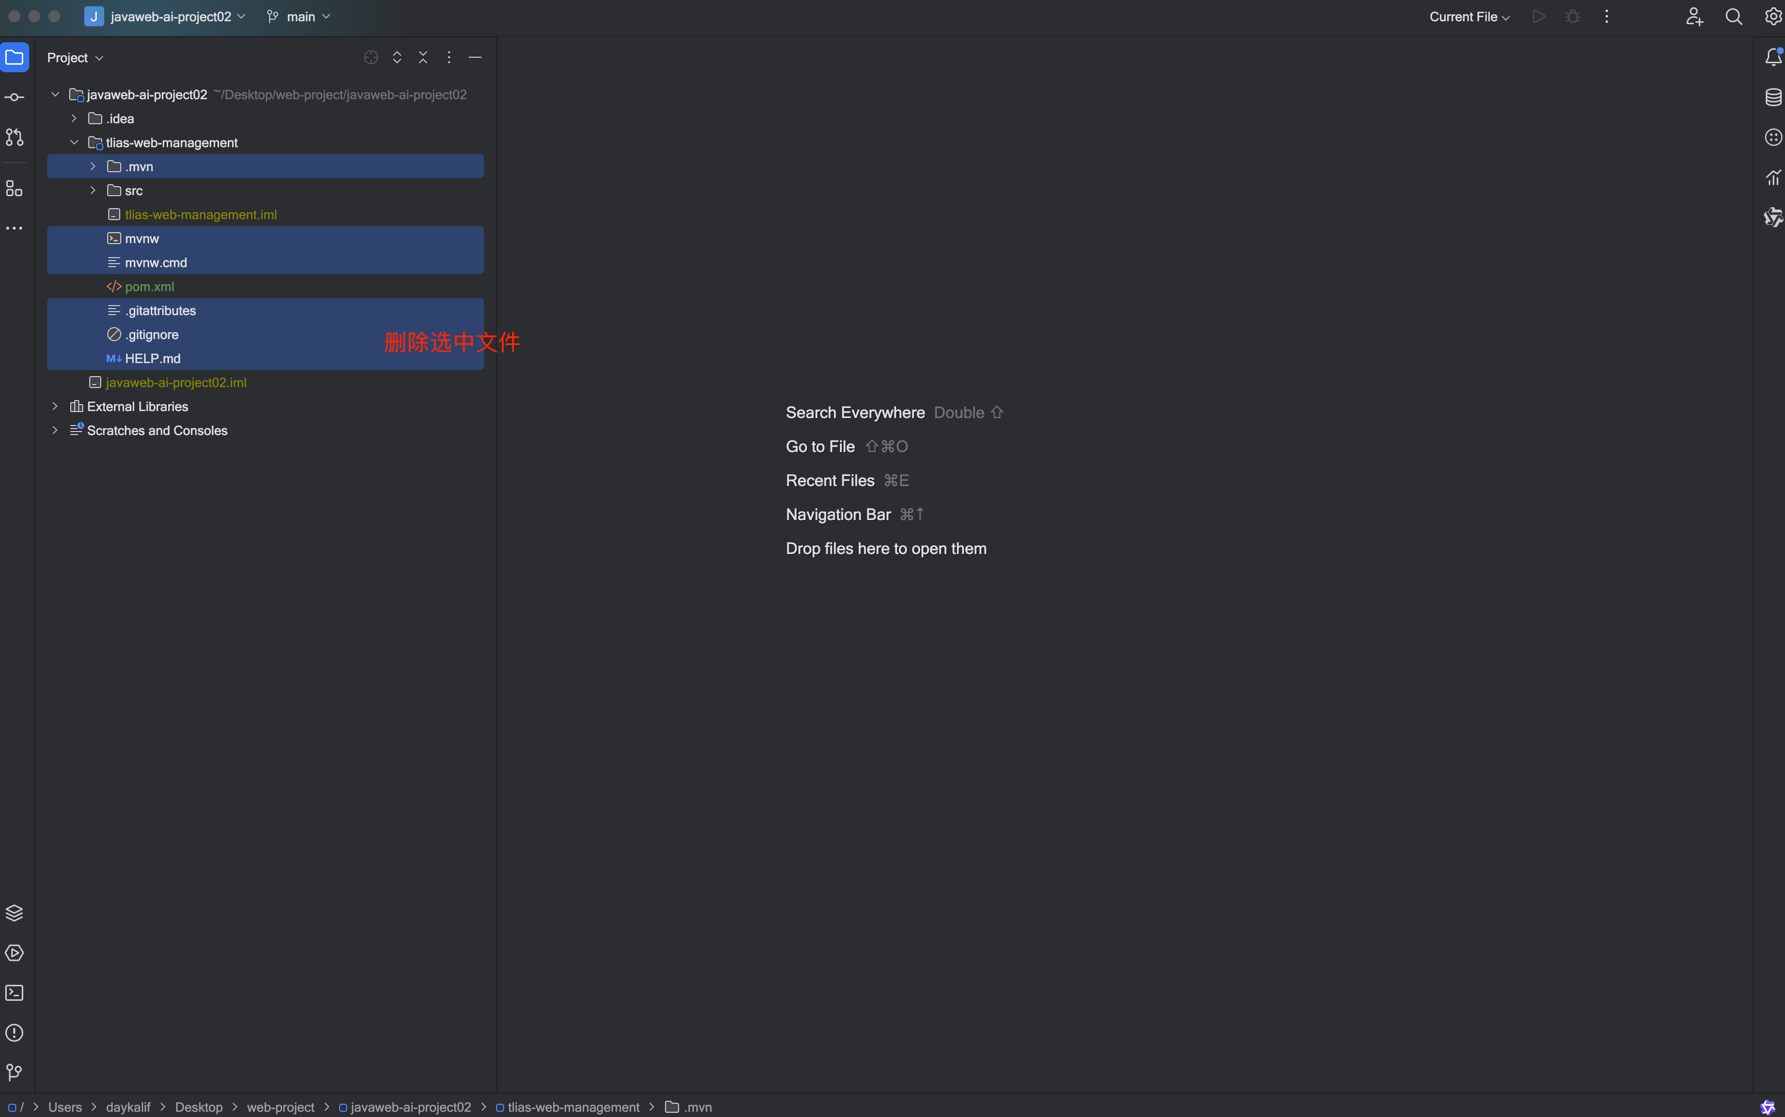 J javaweb-ai-project02 main
Current File
Project
javaweb-ai-project02 ~/Desktop/web-project/javaweb-ai-project02
.idea
tlias-web-management
.mvn
src
tlias-web-management.iml
mvnw
mvnw.cmd
</> pom.xml
.gitattributes
.gitignore
删除选中文件
M↓ HELP.md
javaweb-ai-project02.iml
External Libraries
Scratches and Consoles
Search Everywhere Double ⇧
Go to File ⇧⌘O
Recent Files ⌘E
Navigation Bar ⌘↑
Drop files here to open them
/ > Users > daykalif > Desktop > web-project > javaweb-ai-project02 > tlias-web-management > .mvn